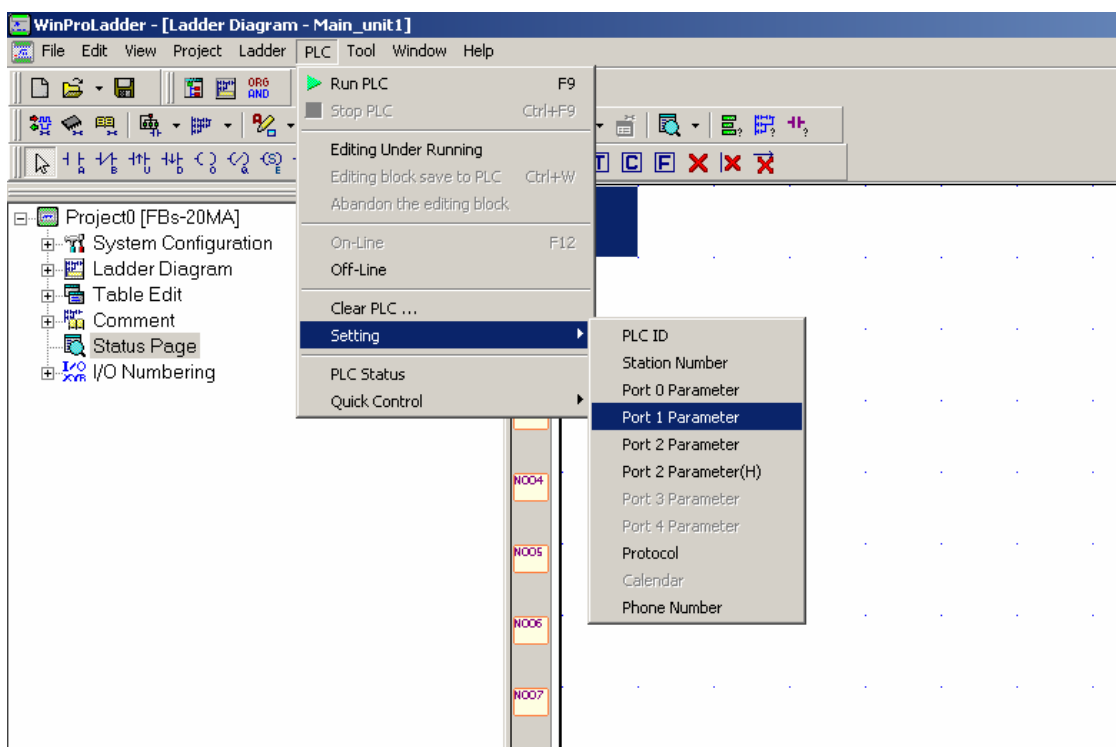 WinProLadder - [Ladder Diagram - Main_unit1]
File Edit View Project Ladder PLC Tool Window Help
ORG
AND
Run PLC F9
Stop PLC Ctrl+F9
Editing Under Running
Editing block save to PLC Ctrl+W
Abandon the editing block
On-Line F12
Off-Line
Clear PLC ...
Setting
PLC Status
Quick Control
A B U D O Q S E
T C F
Project0 [FBs-20MA]
System Configuration
Ladder Diagram
Table Edit
Comment
Status Page
I/O Numbering
PLC ID
Station Number
Port 0 Parameter
Port 1 Parameter
Port 2 Parameter
Port 2 Parameter(H)
Port 3 Parameter
Port 4 Parameter
Protocol
Calendar
Phone Number
N004
N005
N006
N007